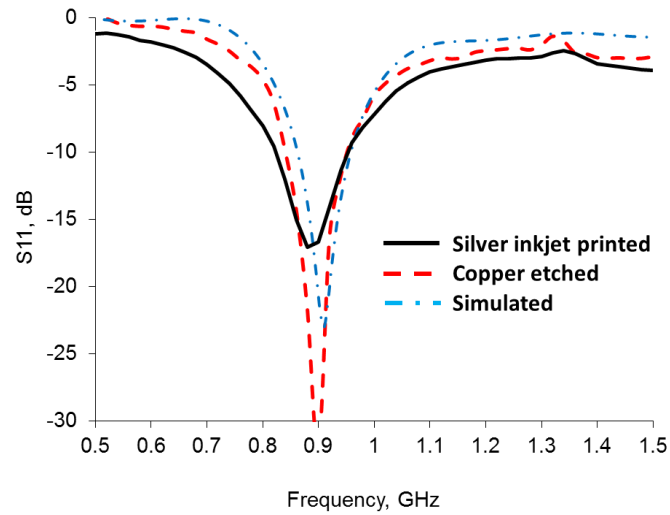 0
-5
-10
-15
-20
-25
-30
S11, dB
Silver inkjet printed
Copper etched
Simulated
0.5 0.6 0.7 0.8 0.9 1 1.1 1.2 1.3 1.4 1.5
Frequency, GHz